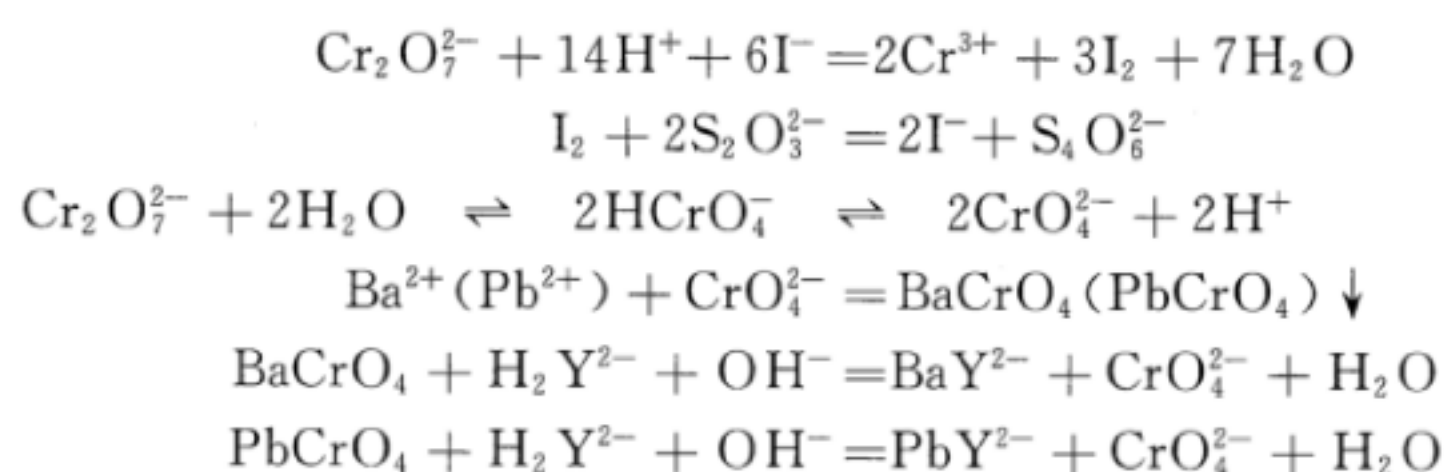 Cr₂O₇²⁻ + 14H⁺ + 6I⁻ =2Cr³⁺ + 3I₂ + 7H₂O
I₂ + 2S₂O₃²⁻ = 2I⁻ + S₄O₆²⁻
Cr₂O₇²⁻ + 2H₂O ⇌ 2HCrO₄⁻ ⇌ 2CrO₄²⁻ + 2H⁺
Ba²⁺(Pb²⁺) + CrO₄²⁻ = BaCrO₄(PbCrO₄)↓
BaCrO₄ + H₂Y²⁻ + OH⁻ =BaY²⁻ + CrO₄²⁻ + H₂O
PbCrO₄ + H₂Y²⁻ + OH⁻ =PbY²⁻ + CrO₄²⁻ + H₂O